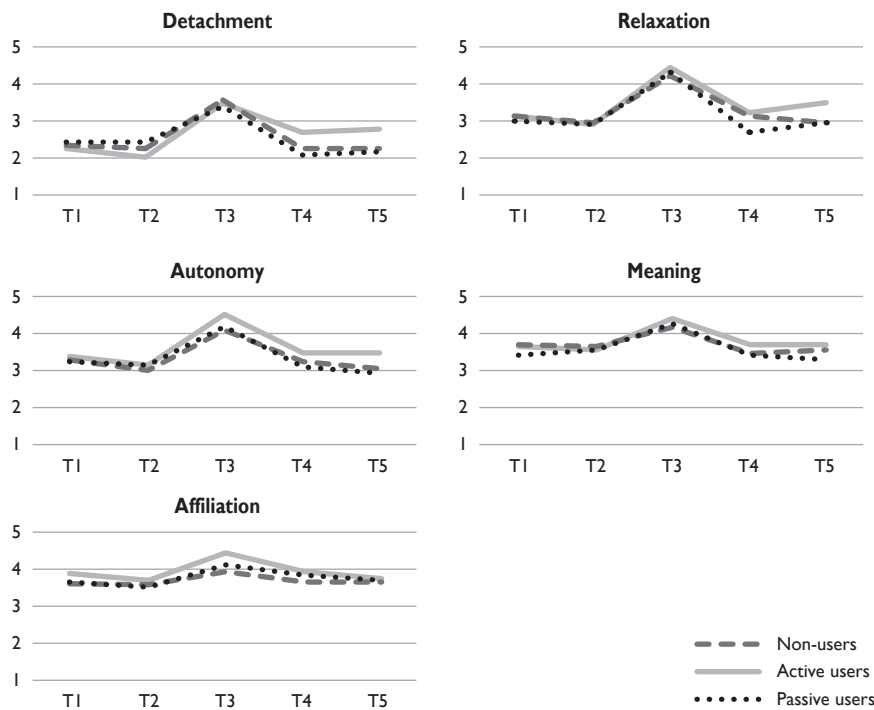 Detachment
5
4
3
2
1
T1 T2 T3 T4 T5
Relaxation
5
4
3
2
1
T1 T2 T3 T4 T5
Autonomy
5
4
3
2
1
T1 T2 T3 T4 T5
Meaning
5
4
3
2
1
T1 T2 T3 T4 T5
Affiliation
5
4
3
2
1
T1 T2 T3 T4 T5
Non-users
Active users
Passive users